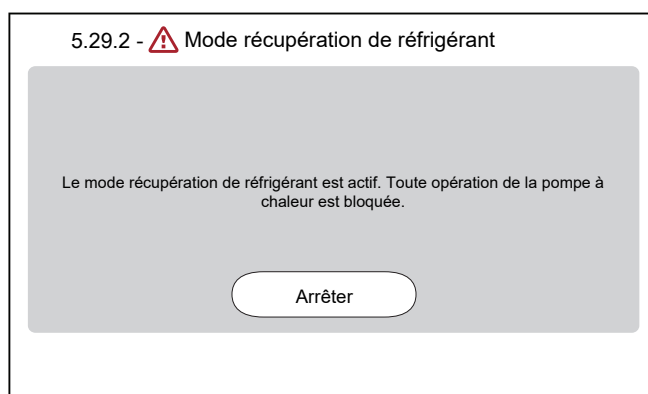 5.29.2 - Mode récupération de réfrigérant
Le mode récupération de réfrigérant est actif. Toute opération de la pompe à
chaleur est bloquée.
Arrêter